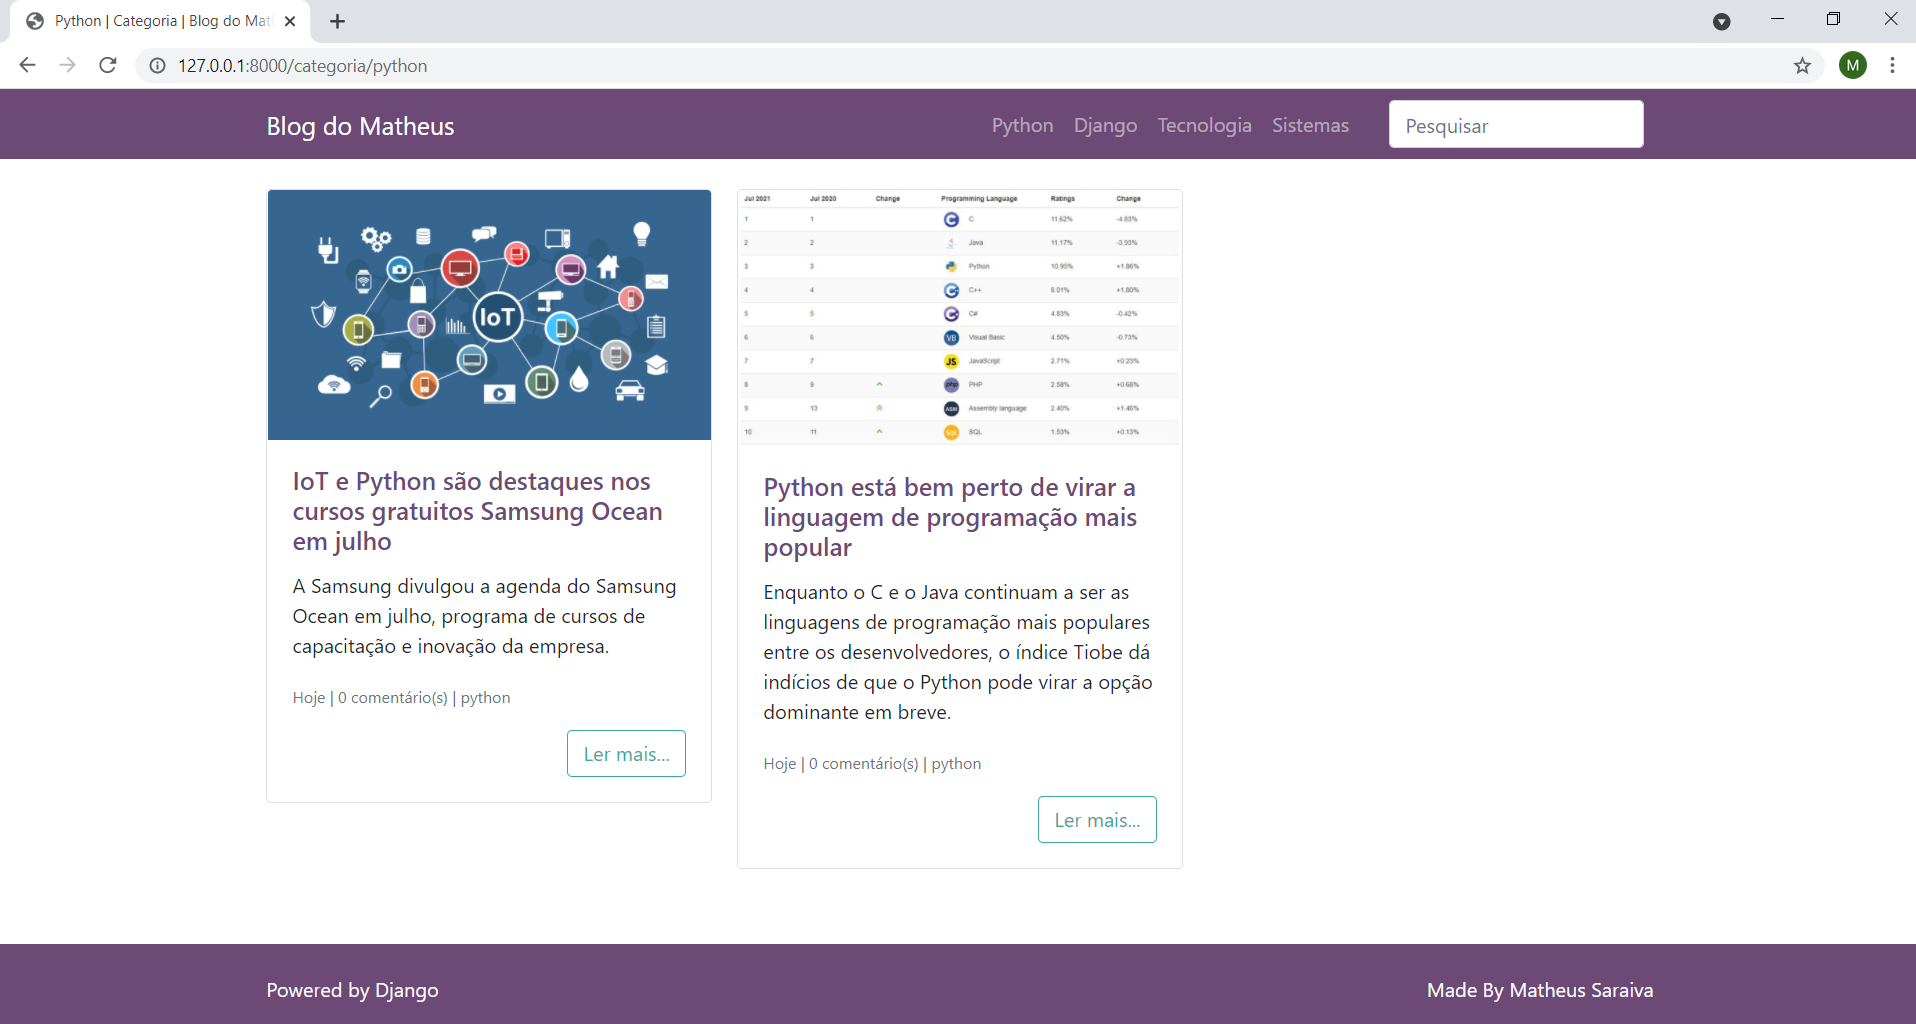 Python | Categoria | Blog do Mat
127.0.0.1:8000/categoria/python
M
Blog do Matheus
Python Django Tecnologia Sistemas
Pesquisar
IoT
Jul 2021 Jul 2020 Change Programming Language Ratings Change
1 1 C 11.62% -4.83%
2 2 Java 11.17% -3.93%
3 3 Python 10.95% +1.86%
4 4 C++ 8.01% +1.80%
5 5 C# 4.83% -0.42%
6 6 VB Visual Basic 4.50% -0.73%
7 7 JS JavaScript 2.71% +0.23%
8 9 php PHP 2.58% +0.68%
9 13 ASM Assembly language 2.40% +1.46%
10 11 SQL SQL 1.53% +0.13%
IoT e Python são destaques nos
cursos gratuitos Samsung Ocean
em julho
A Samsung divulgou a agenda do Samsung
Ocean em julho, programa de cursos de
capacitação e inovação da empresa.
Hoje | 0 comentário(s) | python
Ler mais...
Python está bem perto de virar a
linguagem de programação mais
popular
Enquanto o C e o Java continuam a ser as
linguagens de programação mais populares
entre os desenvolvedores, o índice Tiobe dá
indícios de que o Python pode virar a opção
dominante em breve.
Hoje | 0 comentário(s) | python
Ler mais...
Powered by Django
Made By Matheus Saraiva